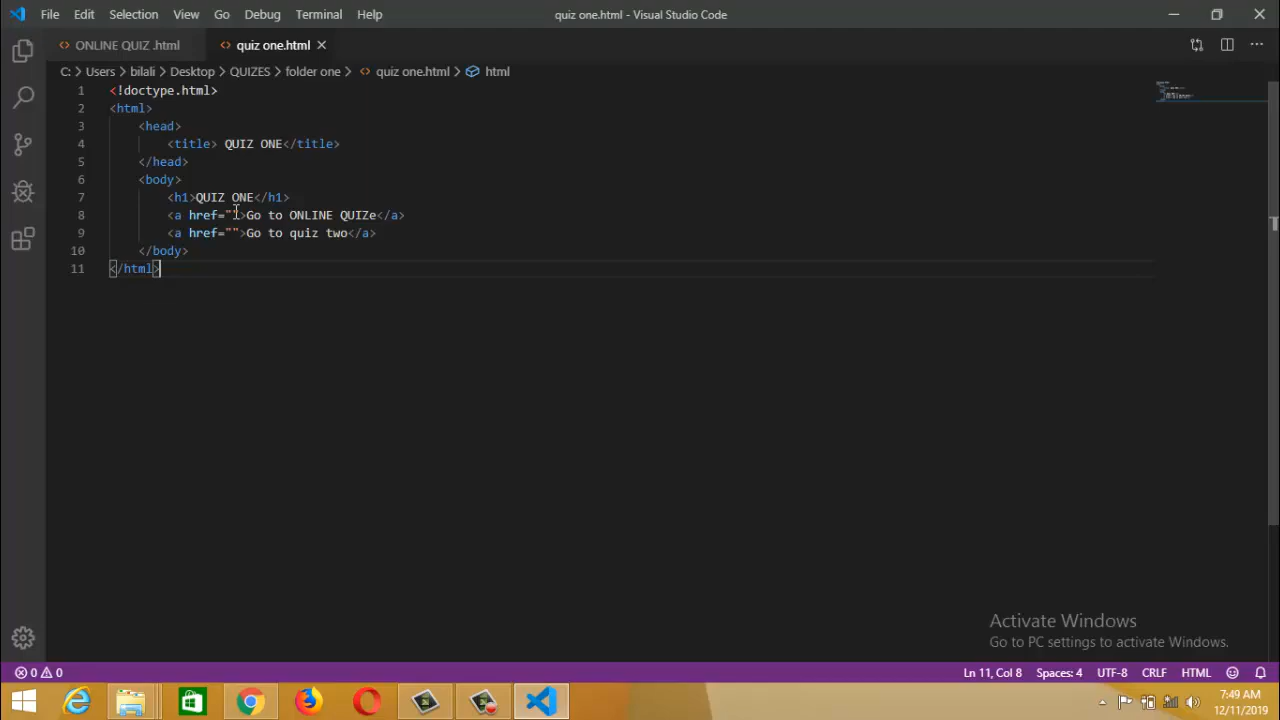 File Edit Selection View Go Debug Terminal Help quiz one.html - Visual Studio Code
ONLINE QUIZ .html quiz one.html
C: > Users > bilali > Desktop > QUIZES > folder one > quiz one.html > html
1 <!doctype.html>
2 <html>
3 <head>
4 <title> QUIZ ONE</title>
5 </head>
6 <body>
7 <h1>QUIZ ONE</h1>
8 <a href="">Go to ONLINE QUIZe</a>
9 <a href="">Go to quiz two</a>
10 </body>
11 </html>
Activate Windows
Go to PC settings to activate Windows.
0 0 Ln 11, Col 8 Spaces: 4 UTF-8 CRLF HTML
7:49 AM
12/11/2019